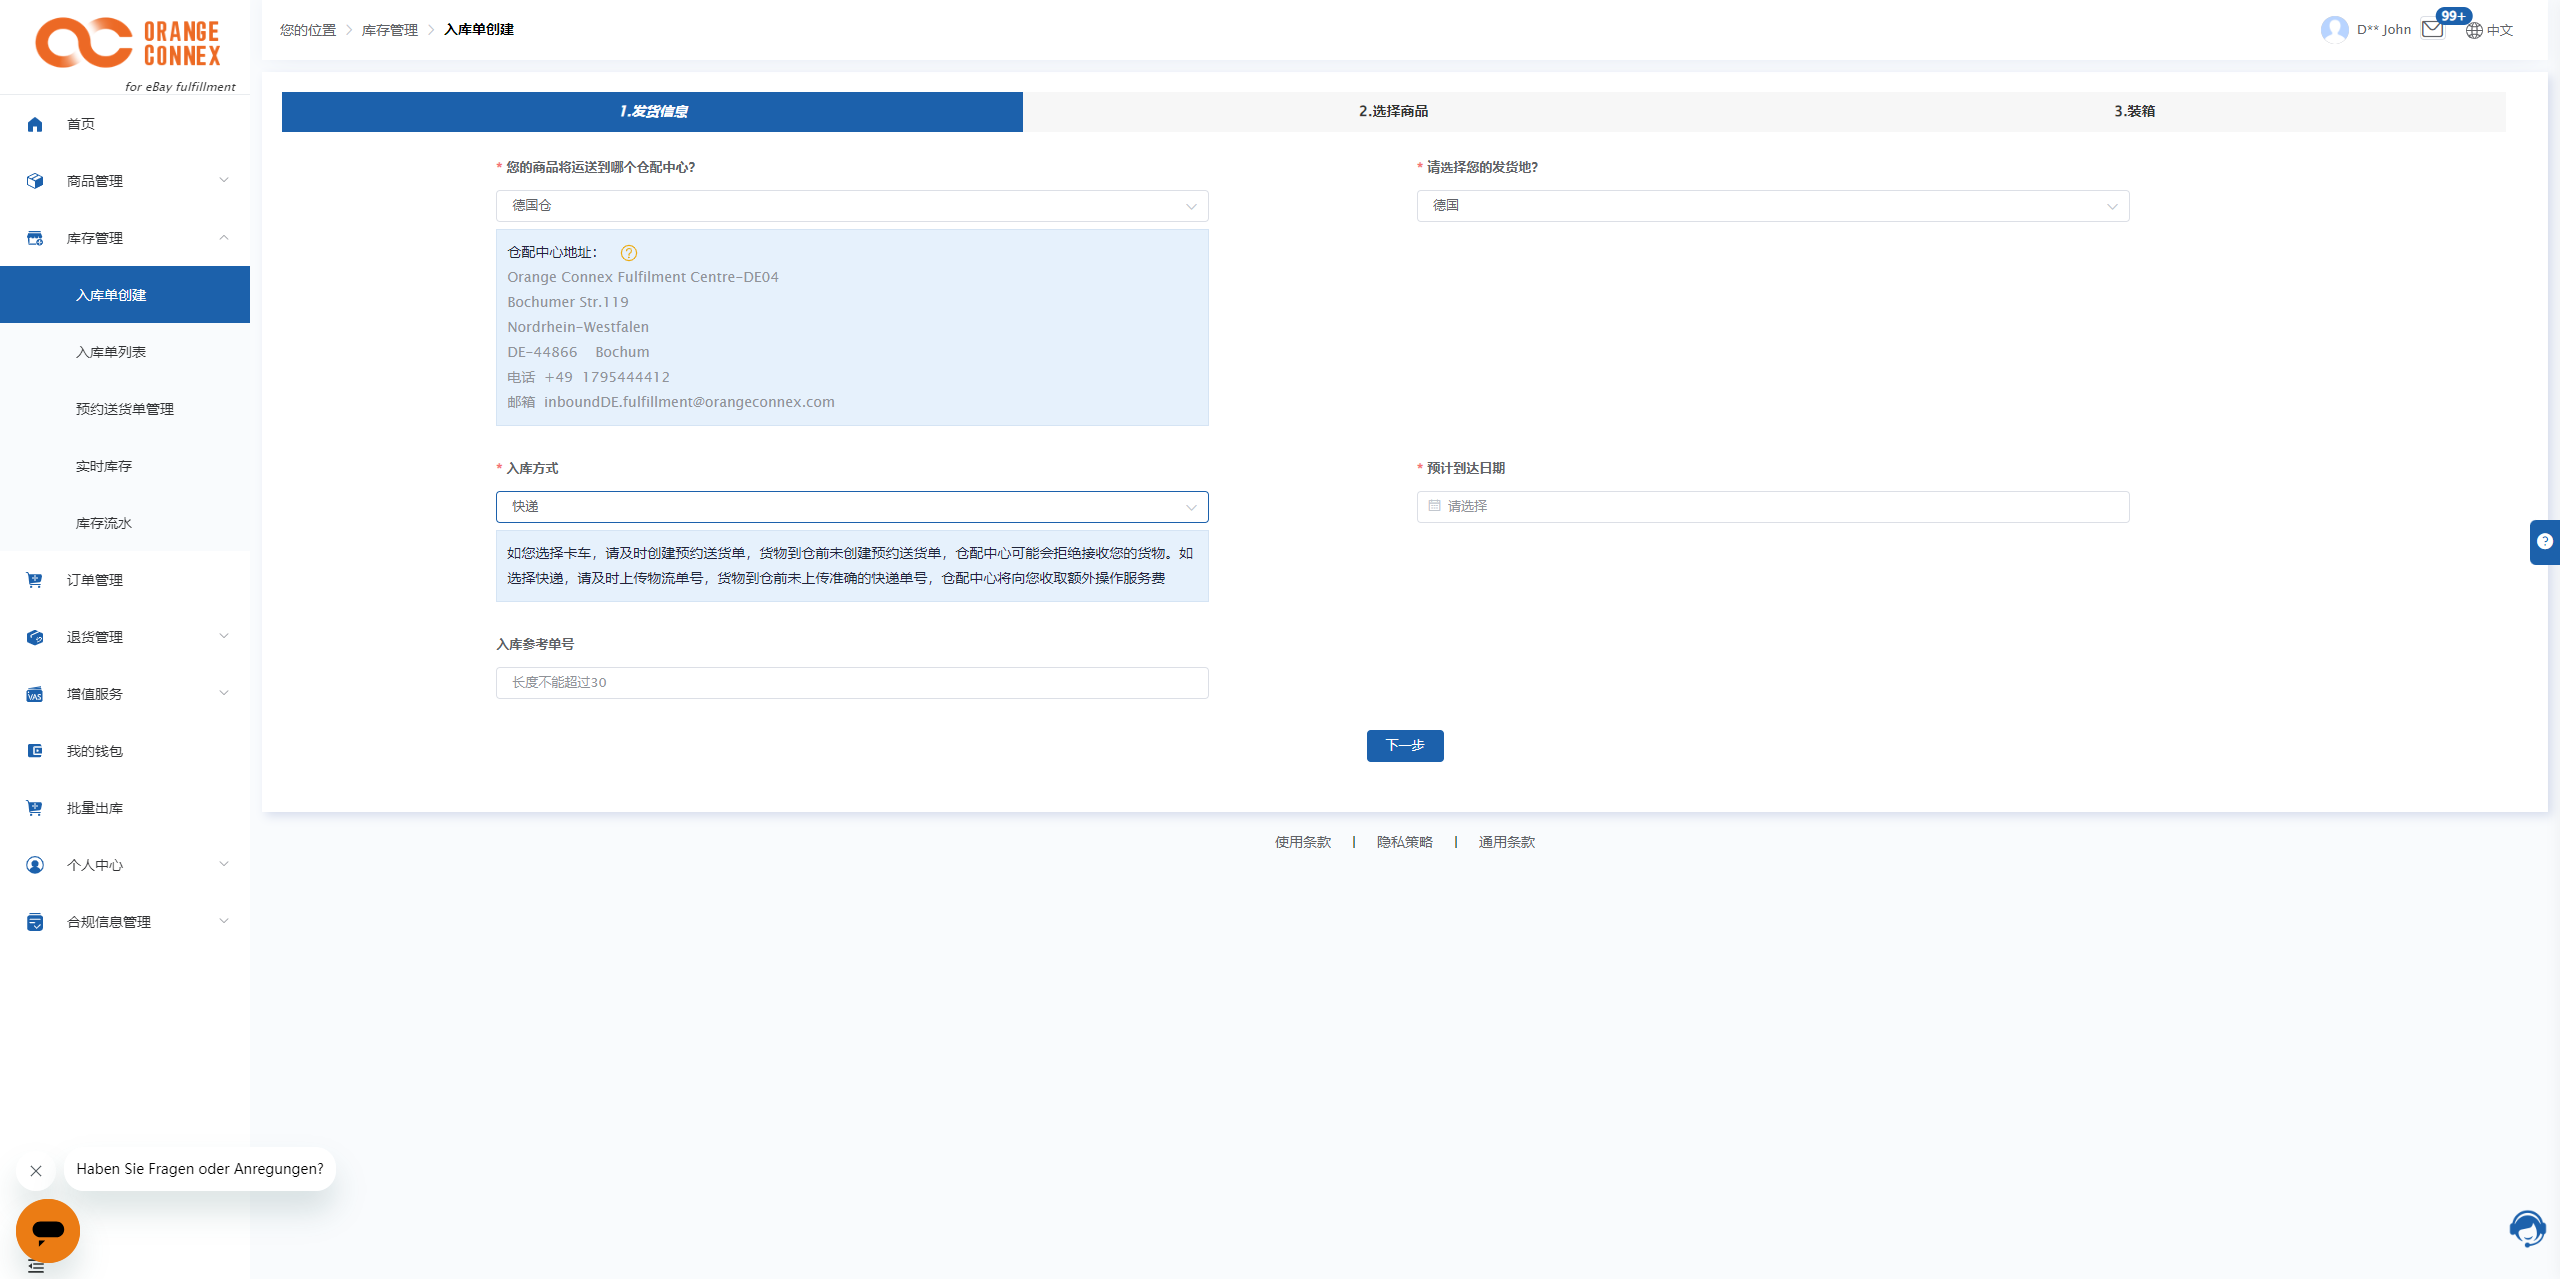 ORANGE
CONNEX
for eBay fulfillment
首页
商品管理
库存管理
入库单创建
入库单列表
预约送货单管理
实时库存
库存流水
订单管理
退货管理
VAS
增值服务
我的钱包
批量出库
个人中心
合规信息管理
Haben Sie Fragen oder Anregungen?
您的位置 > 库存管理 > 入库单创建
D** John
99+
中文
1.发货信息
2.选择商品
3.装箱
* 您的商品将运送到哪个仓配中心?
德国仓
仓配中心地址：
Orange Connex Fulfilment Centre-DE04
Bochumer Str.119
Nordrhein-Westfalen
DE-44866 Bochum
电话 +49 1795444412
邮箱 inboundDE.fulfillment@orangeconnex.com
* 请选择您的发货地?
德国
* 入库方式
快递
如您选择卡车，请及时创建预约送货单，货物到仓前未创建预约送货单，仓配中心可能会拒绝接收您的货物。如
选择快递，请及时上传物流单号，货物到仓前未上传准确的快递单号，仓配中心将向您收取额外操作服务费
* 预计到达日期
请选择
入库参考单号
长度不能超过30
下一步
使用条款 | 隐私策略 | 通用条款